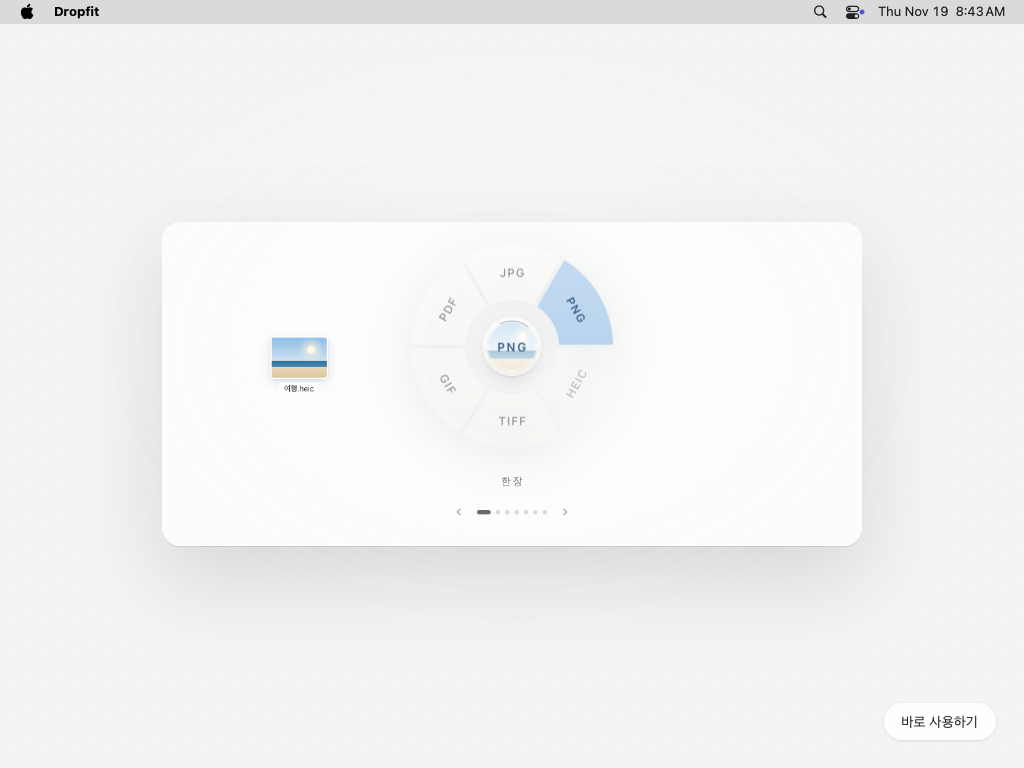 Dropfit
Thu Nov 19 8:43 AM
JPG
PDF
PNG
PNG
GIF
HEIC
여행.heic
TIFF
한 장
바로 사용하기